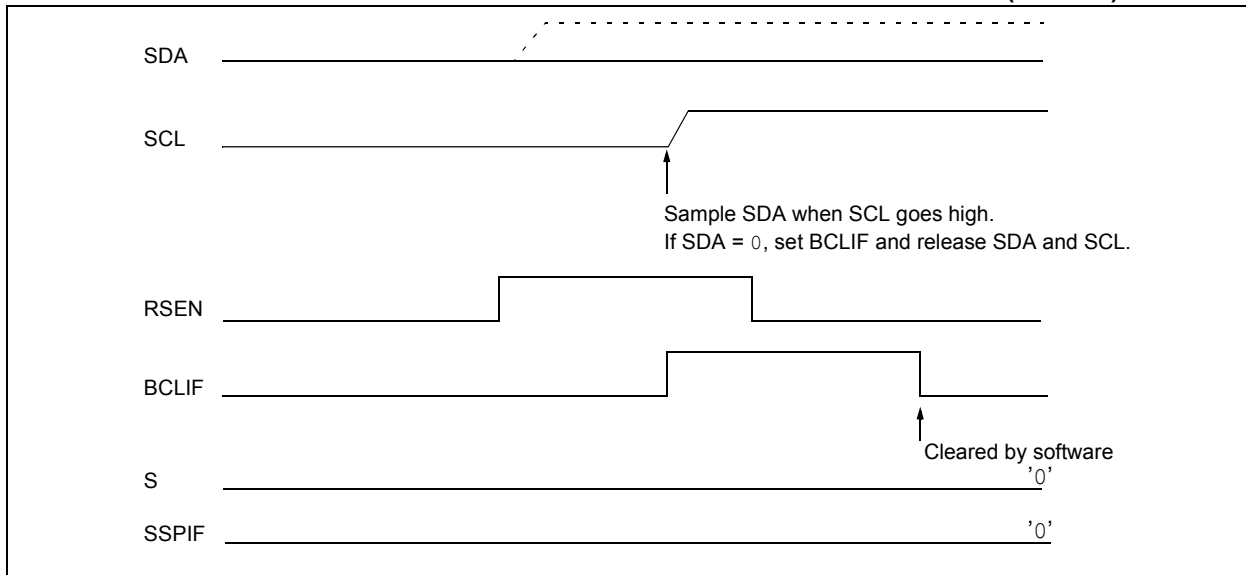 SDA
SCL
Sample SDA when SCL goes high.
If SDA = 0, set BCLIF and release SDA and SCL.
RSEN
BCLIF
Cleared by software
S
'0'
SSPIF
'0'